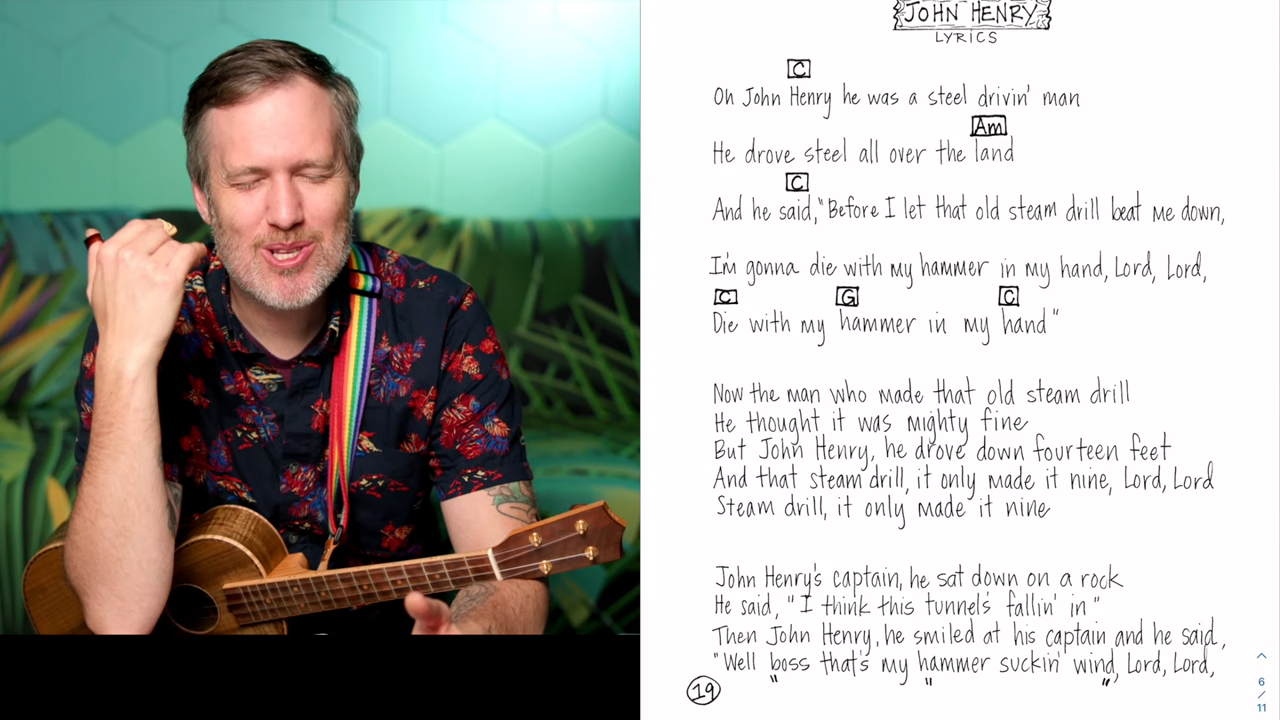 JOHN HENRY
LYRICS
C
Oh John Henry he was a steel drivin' man
Am
He drove steel all over the land
C
And he said, "Before I let that old steam drill beat me down,
I'm gonna die with my hammer in my hand, Lord, Lord,
C G C
Die with my hammer in my hand"
Now the man who made that old steam drill
He thought it was mighty fine
But John Henry, he drove down fourteen feet
And that steam drill, it only made it nine, Lord, Lord
Steam drill, it only made it nine
John Henry's captain, he sat down on a rock
He said, "I think this tunnel's fallin' in"
Then John Henry, he smiled at his captain and he said,
"Well boss that's my hammer suckin' wind, Lord, Lord,
" " "
19
6
/
11